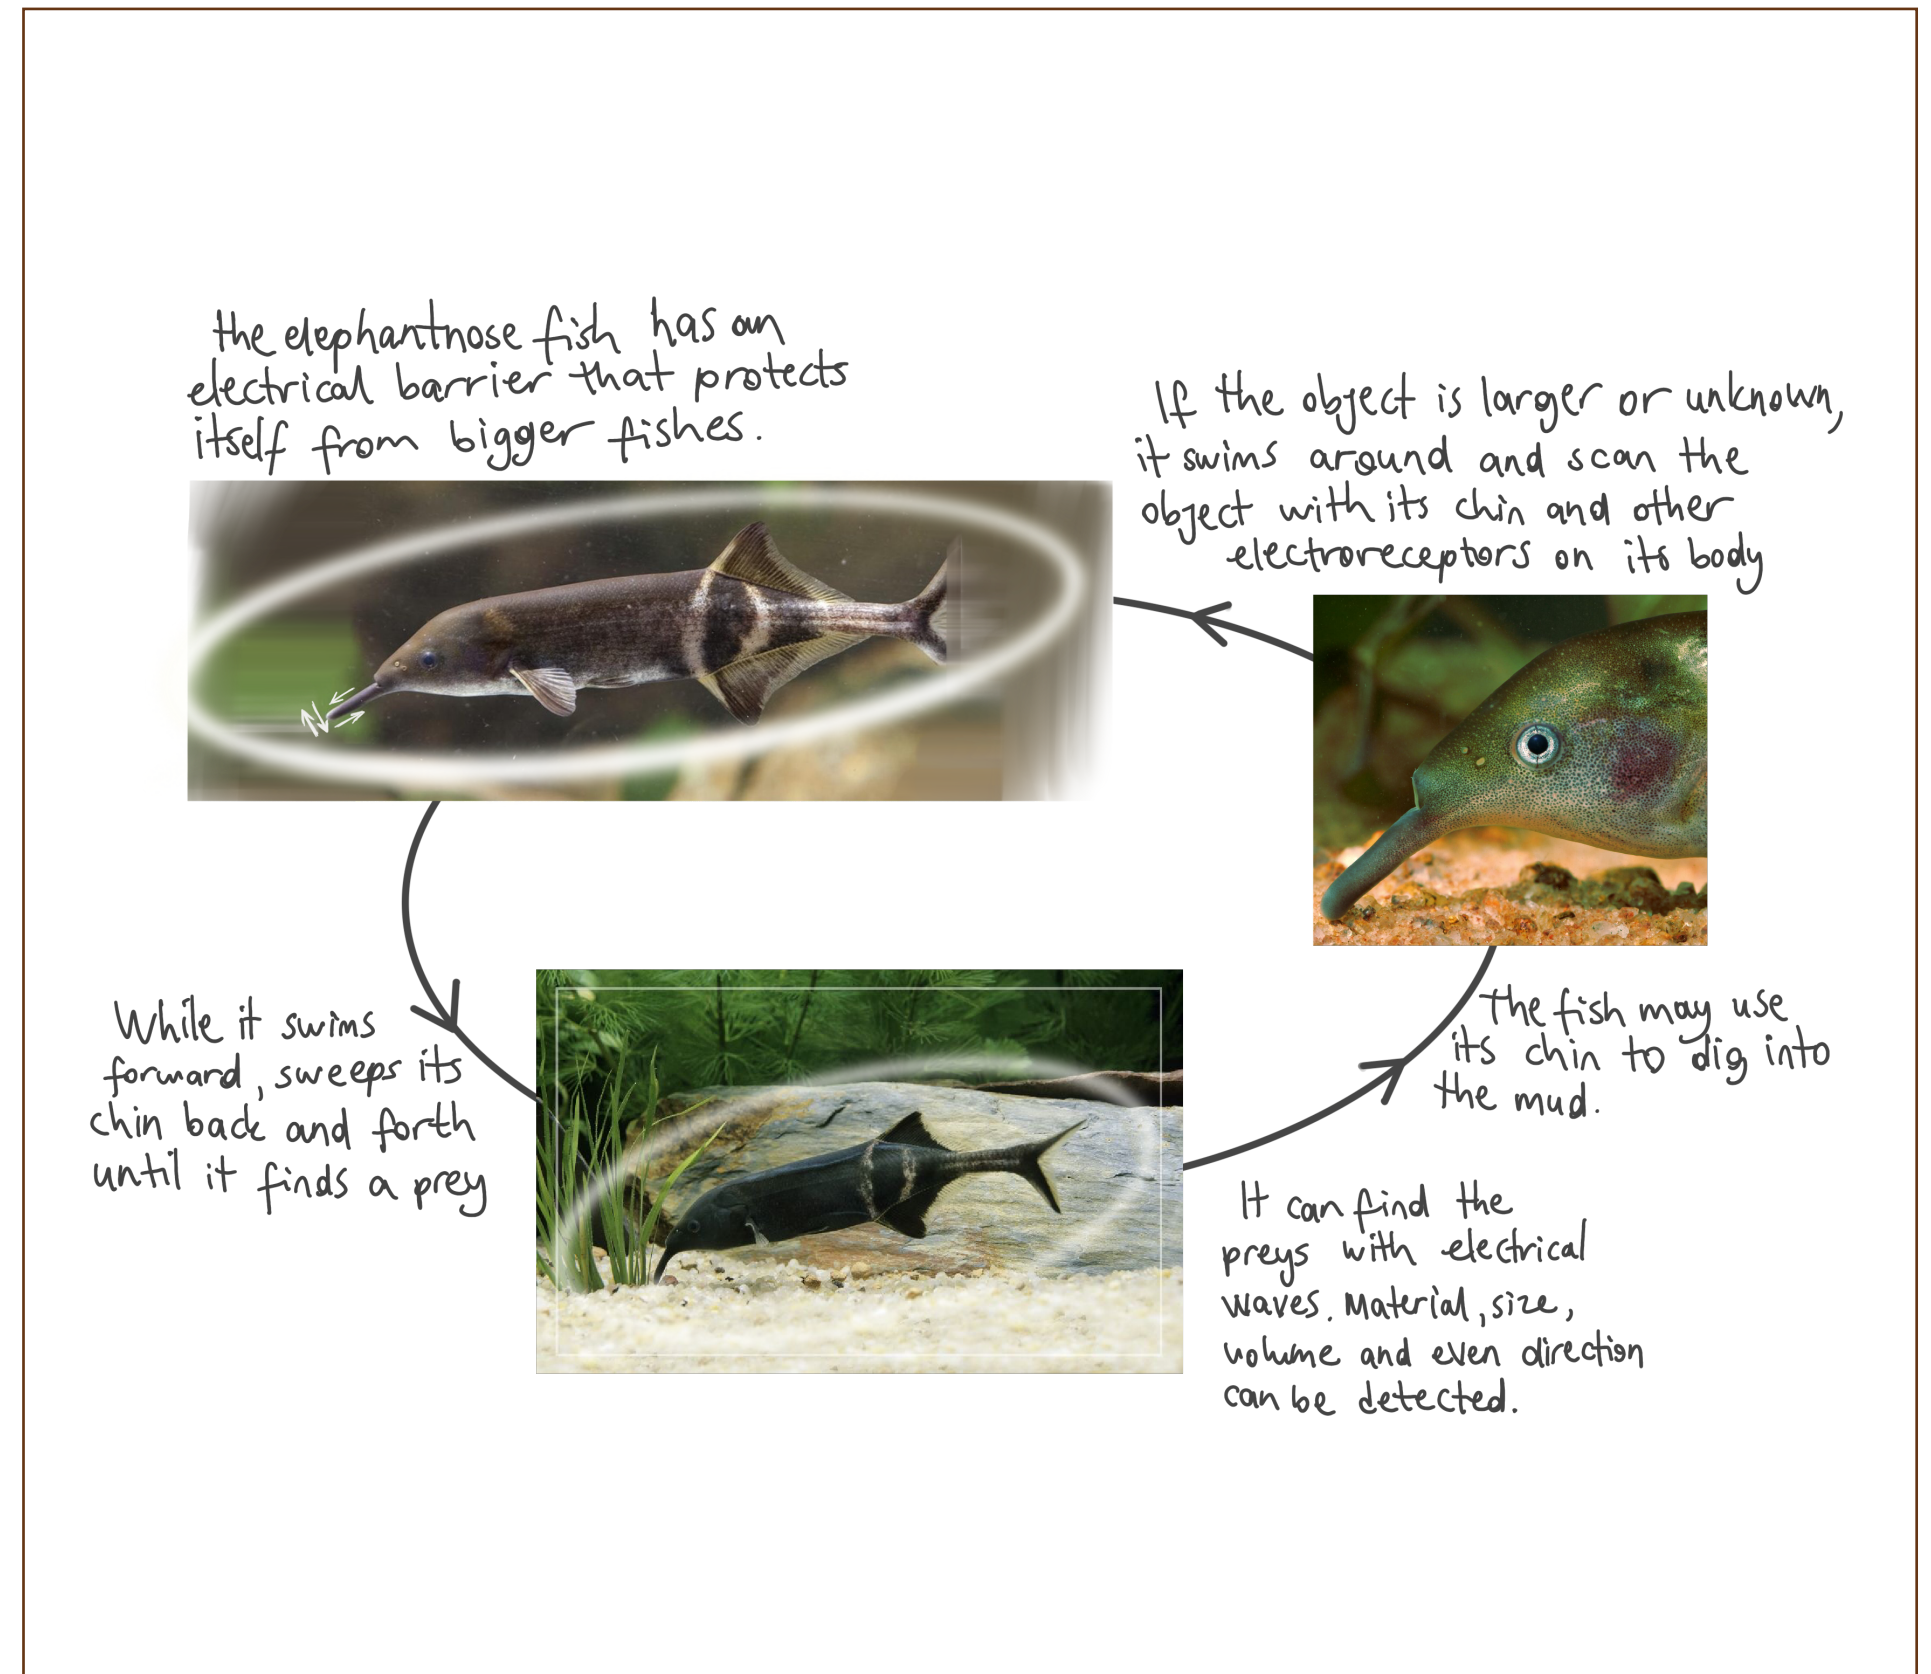 the elephantnose fish has an
electrical barrier that protects
itself from bigger fishes.
If the object is larger or unknown,
it swims around and scan the
object with its chin and other
electroreceptors on its body
While it swims
forward, sweeps its
chin back and forth
until it finds a prey
the fish may use
its chin to dig into
the mud.
It can find the
preys with electrical
waves. Material, size,
volume and even direction
can be detected.